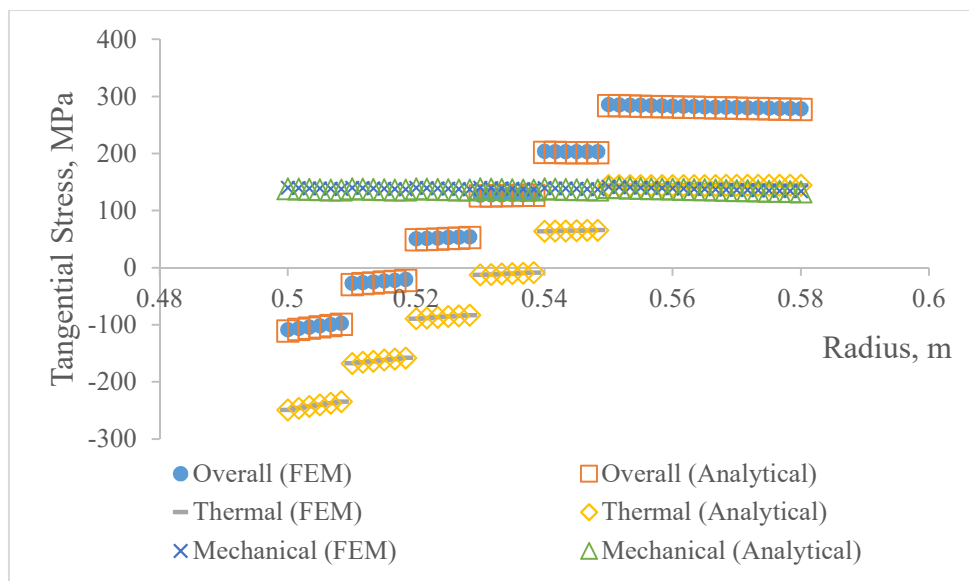 400
300
200
100
0
-100
-200
-300
0.48
0.5
0.52
0.54
0.56
0.58
0.6
Tangential Stress, MPa
Radius, m
Overall (FEM)
Overall (Analytical)
Thermal (FEM)
Thermal (Analytical)
Mechanical (FEM)
Mechanical (Analytical)